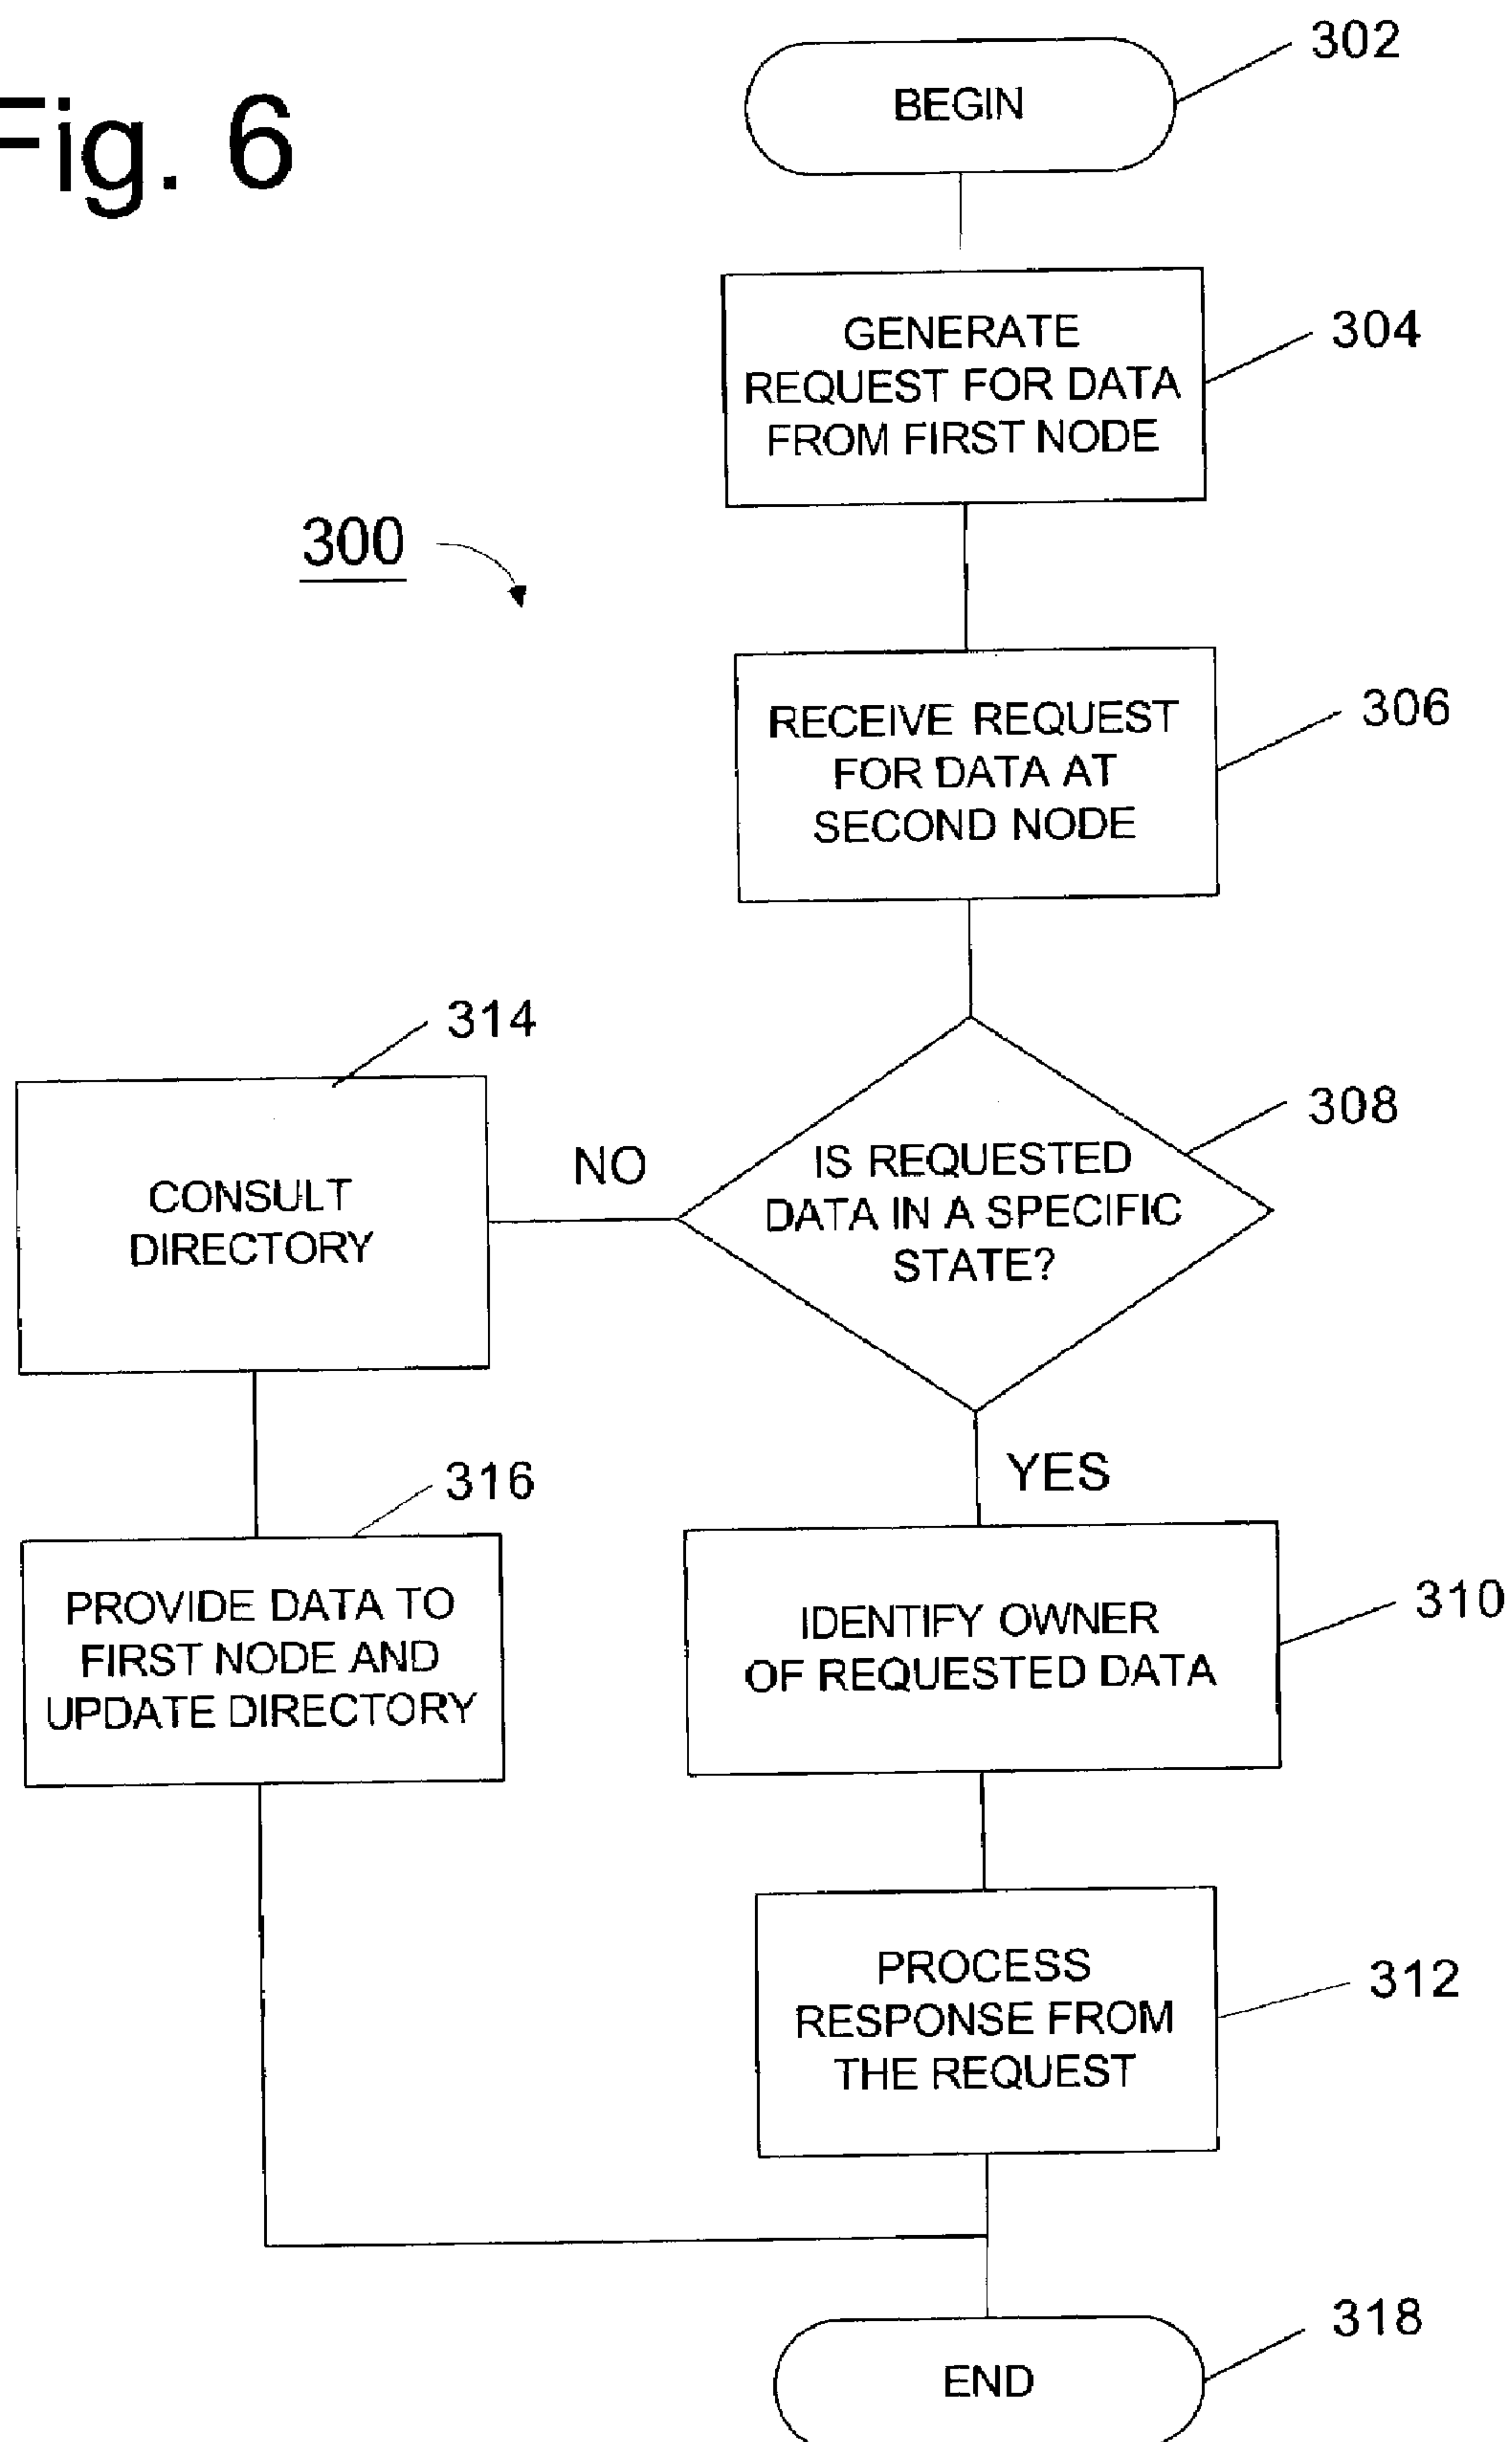 Fig. 6
302
BEGIN
304
GENERATE
REQUEST FOR DATA
FROM FIRST NODE
300
306
RECEIVE REQUEST
FOR DATA AT
SECOND NODE
314
308
CONSULT
DIRECTORY
NO
IS REQUESTED
DATA IN A SPECIFIC
STATE?
YES
316
PROVIDE DATA TO
FIRST NODE AND
UPDATE DIRECTORY
310
IDENTIFY OWNER
OF REQUESTED DATA
312
PROCESS
RESPONSE FROM
THE REQUEST
318
END